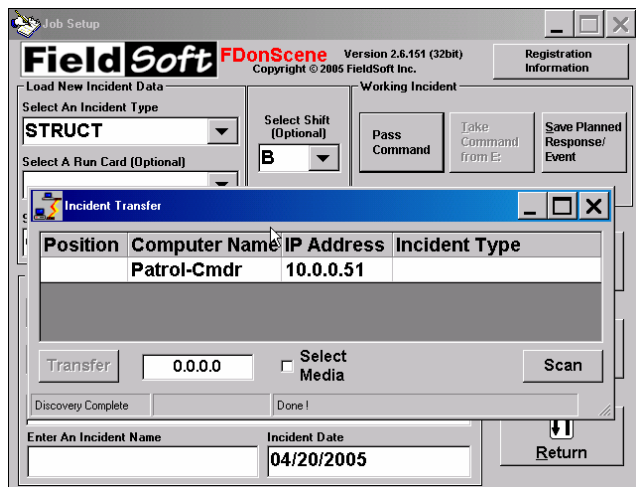 Job Setup
Field Soft FDonScene Version 2.6.151 (32bit)
Copyright © 2005 FieldSoft Inc.
Registration
Information
Load New Incident Data
Working Incident
Select An Incident Type
STRUCT
Select Shift
(Optional)
B
Pass
Command
Take
Command
from E:
Save Planned
Response/
Event
Select A Run Card (Optional)
Incident Transfer
Position Computer Name IP Address Incident Type
Patrol-Cmdr 10.0.0.51
Transfer
0.0.0.0
Select
Media
Scan
Discovery Complete
Done !
Enter An Incident Name
Incident Date
04/20/2005
Return